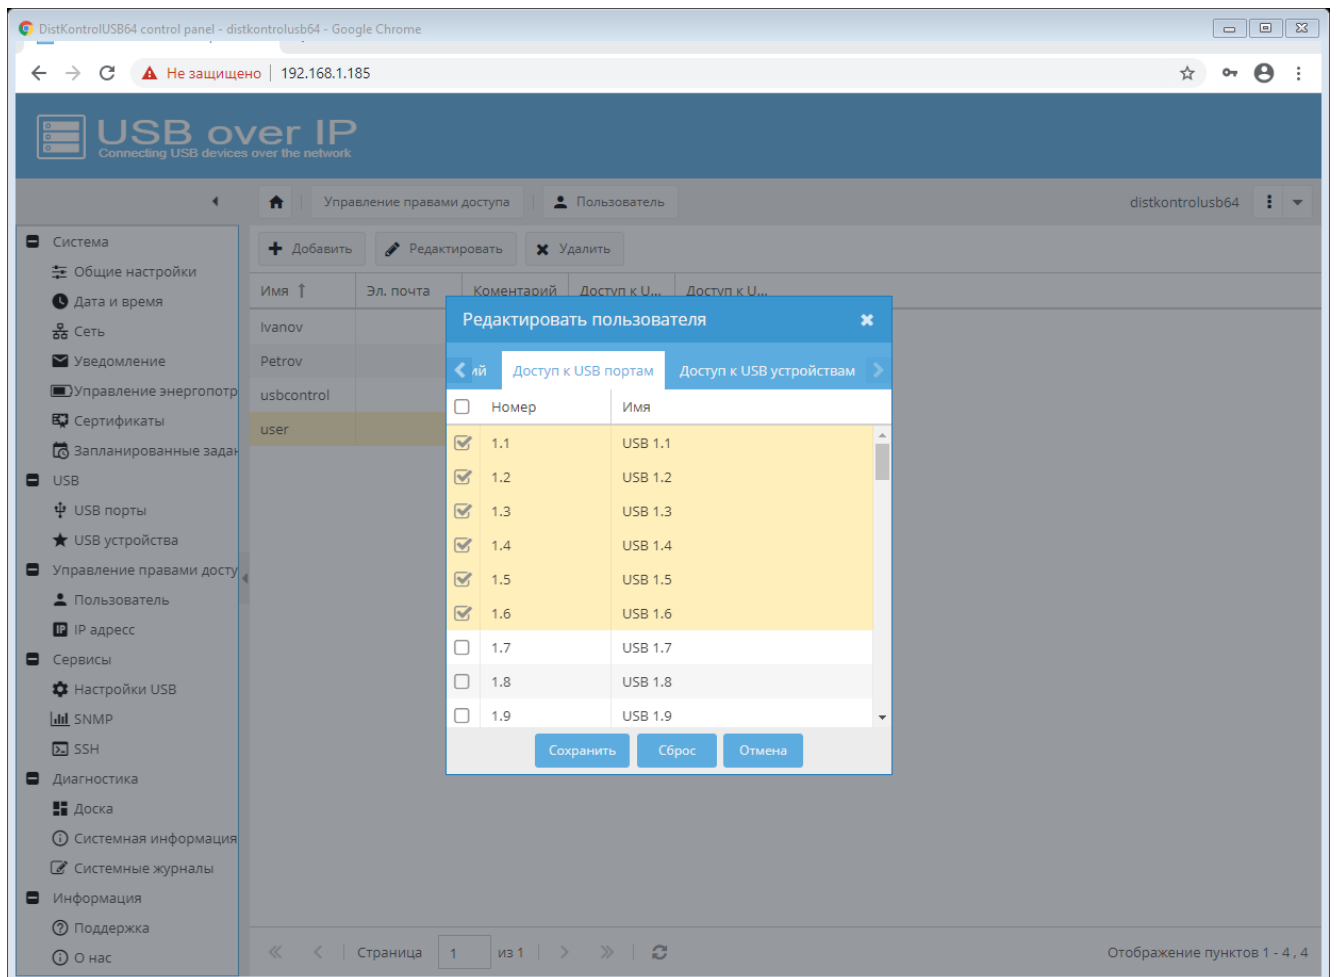 DistKontrolUSB64 control panel - distkontrolusb64 - Google Chrome
Не защищено 192.168.1.185
USB over IP
Connecting USB devices over the network
Управление правами доступа Пользователь distkontrolusb64
Система
Общие настройки
Дата и время
Сеть
Уведомление
Управление энергопотр
Сертификаты
Запланированные задан
USB
USB порты
USB устройства
Управление правами досту
Пользователь
IP адресс
Сервисы
Настройки USB
SNMP
SSH
Диагностика
Доска
Системная информация
Системные журналы
Информация
Поддержка
О нас
Добавить Редактировать Удалить
Имя Эл. почта Коментарий Доступ к U... Доступ к U...
Ivanov
Petrov
usbcontrol
user
Редактировать пользователя
ий Доступ к USB портам Доступ к USB устройствам
Номер Имя
1.1 USB 1.1
1.2 USB 1.2
1.3 USB 1.3
1.4 USB 1.4
1.5 USB 1.5
1.6 USB 1.6
1.7 USB 1.7
1.8 USB 1.8
1.9 USB 1.9
Сохранить Сброс Отмена
Страница 1 из 1 Отображение пунктов 1 - 4 , 4